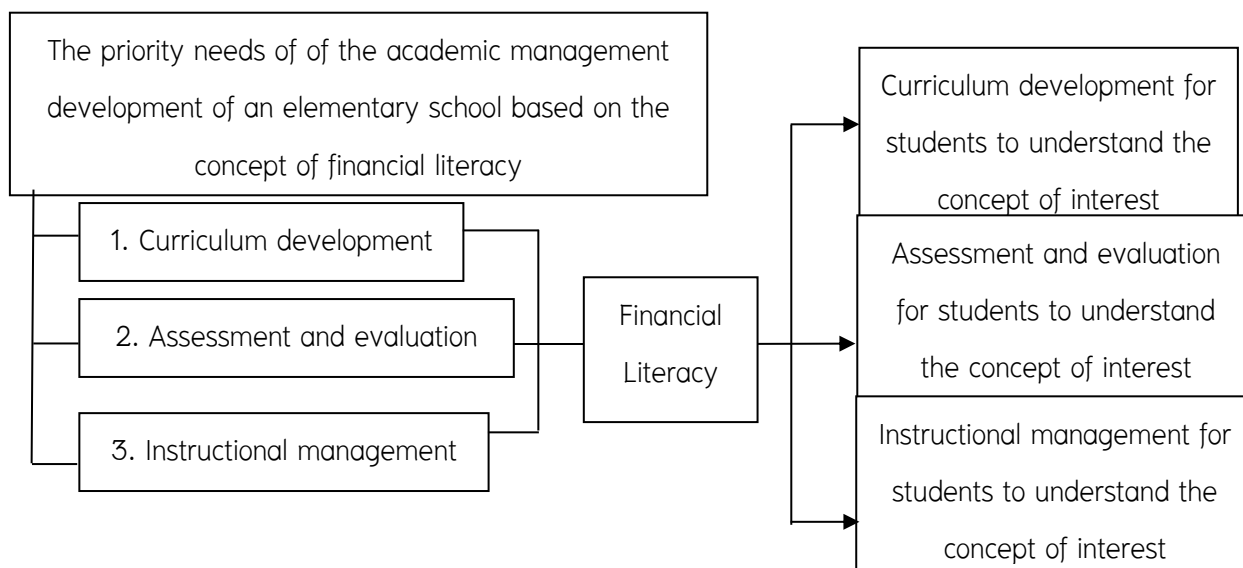 The priority needs of of the academic management
development of an elementary school based on the
concept of financial literacy
1. Curriculum development
2. Assessment and evaluation
3. Instructional management
Financial
Literacy
Curriculum development for
students to understand the
concept of interest
Assessment and evaluation
for students to understand
the concept of interest
Instructional management for
students to understand the
concept of interest